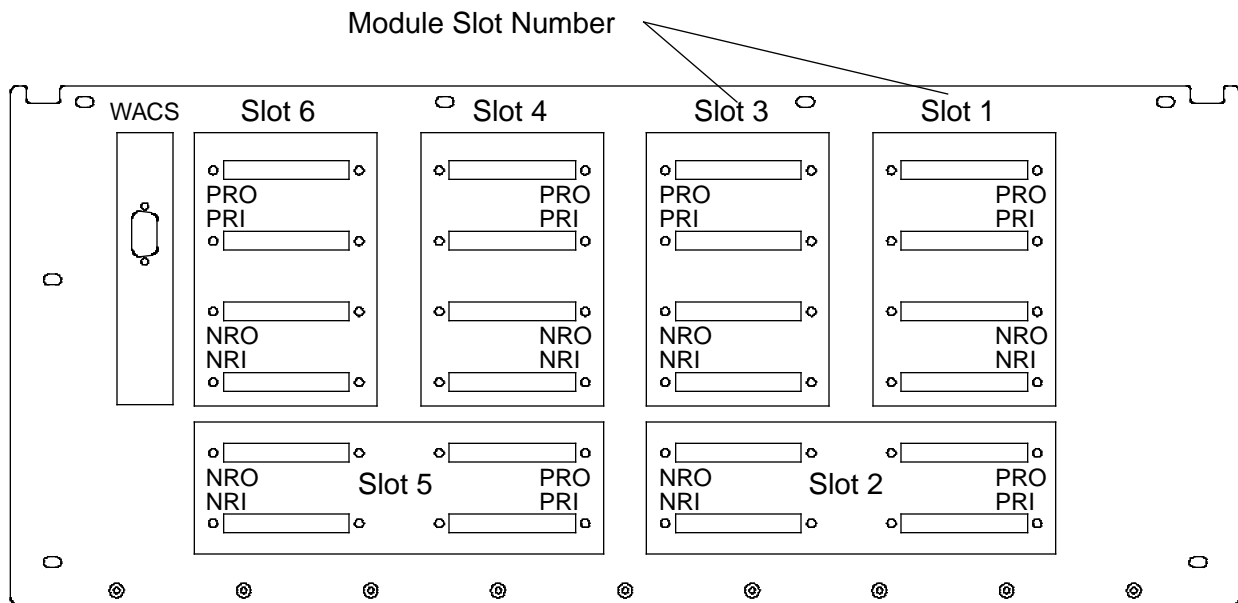 Module Slot Number
WACS
Slot 6
Slot 4
Slot 3
Slot 1
PRO
PRI
NRO
NRI
PRO
PRI
NRO
NRI
PRO
PRI
NRO
NRI
PRO
PRI
NRO
NRI
NRO
NRI
Slot 5
PRO
PRI
NRO
NRI
Slot 2
PRO
PRI